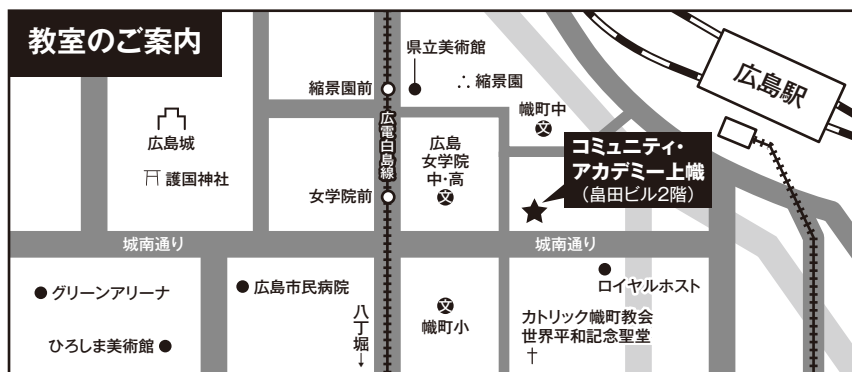 教室のご案内
県立美術館
縮景園前
縮景園
広島駅
幟町中
文
広島城
広電白島線
広島
女学院
中・高
文
コミュニティ・
アカデミー上幟
(畠田ビル2階)
護国神社
女学院前
城南通り
城南通り
グリーンアリーナ
広島市民病院
ロイヤルホスト
八丁堀→
文
幟町小
カトリック幟町教会
世界平和記念聖堂
ひろしま美術館